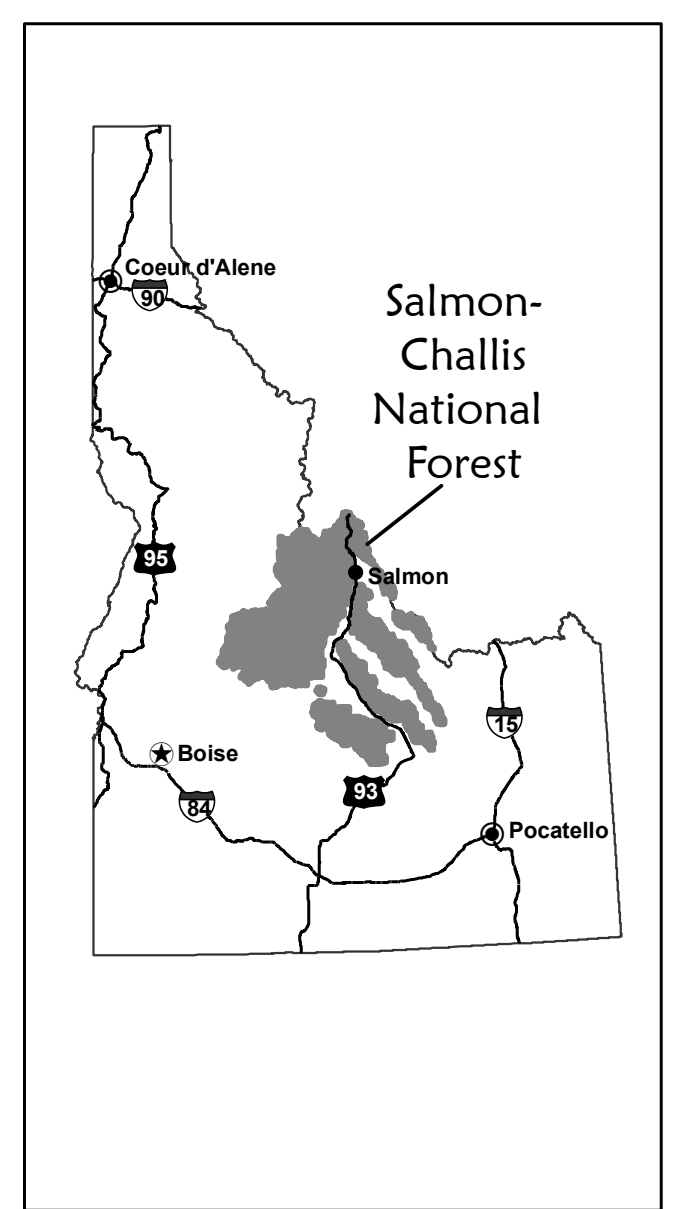 Coeur d'Alene
90
Salmon-
Challis
National
Forest
95
Salmon
15
Boise
93
84
Pocatello